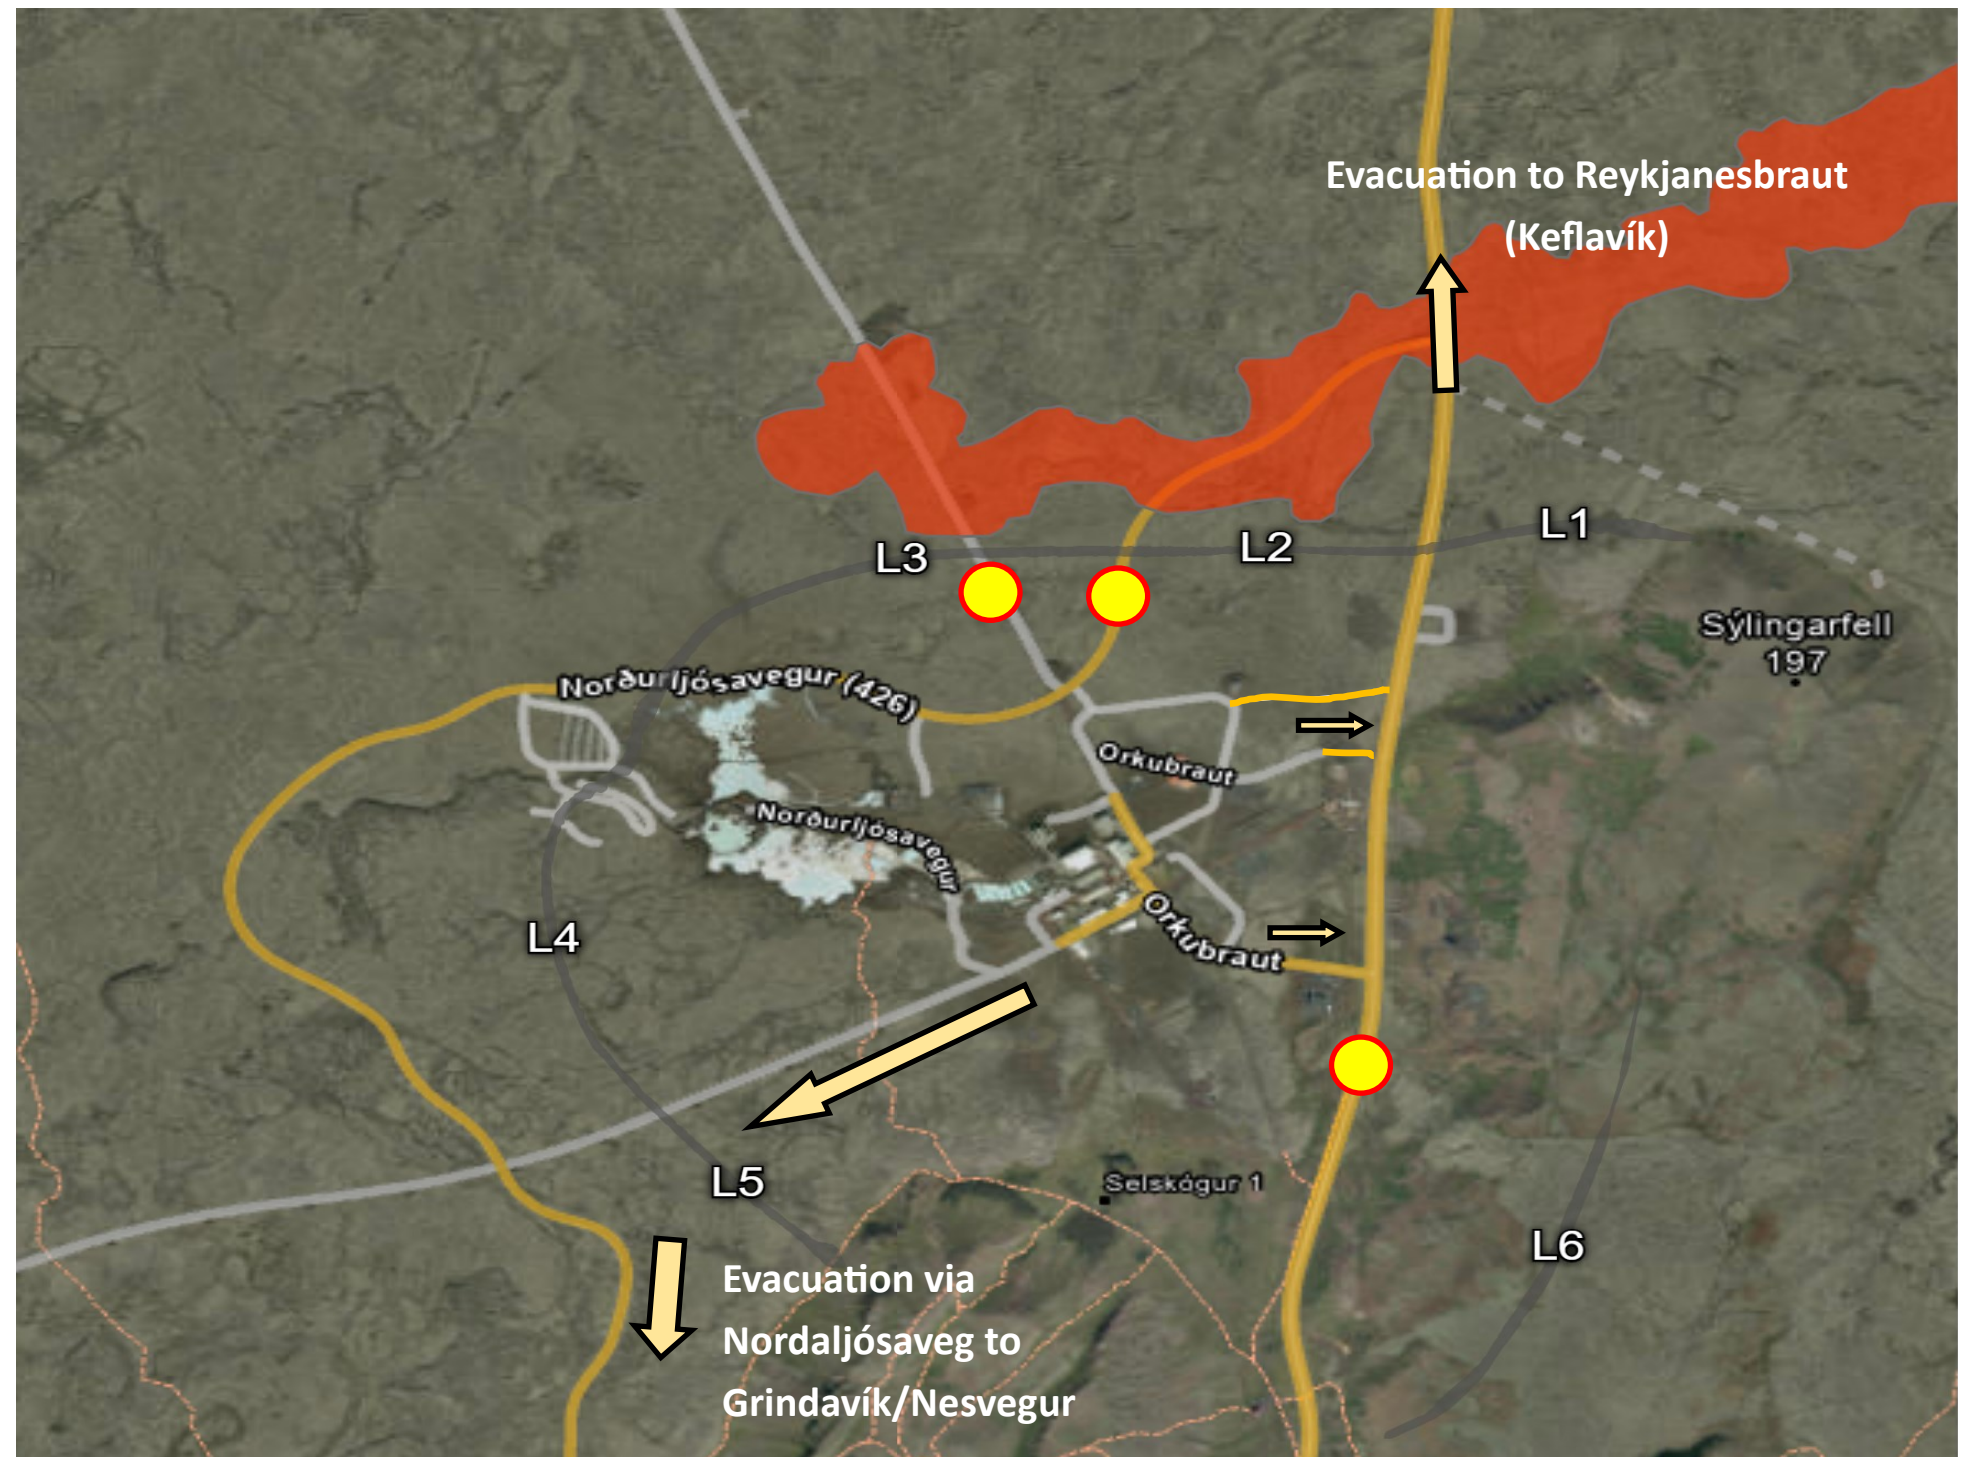 Evacuation to Reykjanesbraut
(Keflavík)
L1
L2
L3
Sýlingarfell
197
Norðurljósavegur (426)
Orkubraut
Norðurljósavegur
Orkubraut
L4
L5
Selskógur 1
L6
Evacuation via
Nordaljósaveg to
Grindavík/Nesvegur